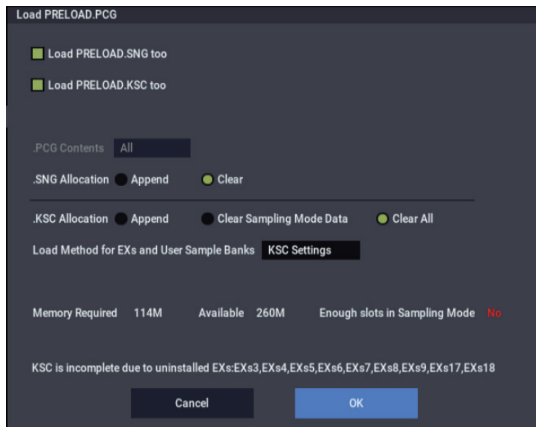 Load PRELOAD.PCG
Load PRELOAD.SNG too
Load PRELOAD.KSC too
.PCG Contents All
.SNG Allocation Append Clear
.KSC Allocation Append Clear Sampling Mode Data Clear All
Load Method for EXs and User Sample Banks KSC Settings
Memory Required 114M Available 260M Enough slots in Sampling Mode No
KSC is incomplete due to uninstalled EXs:EXs3,EXs4,EXs5,EXs6,EXs7,EXs8,EXs9,EXs17,EXs18
Cancel OK